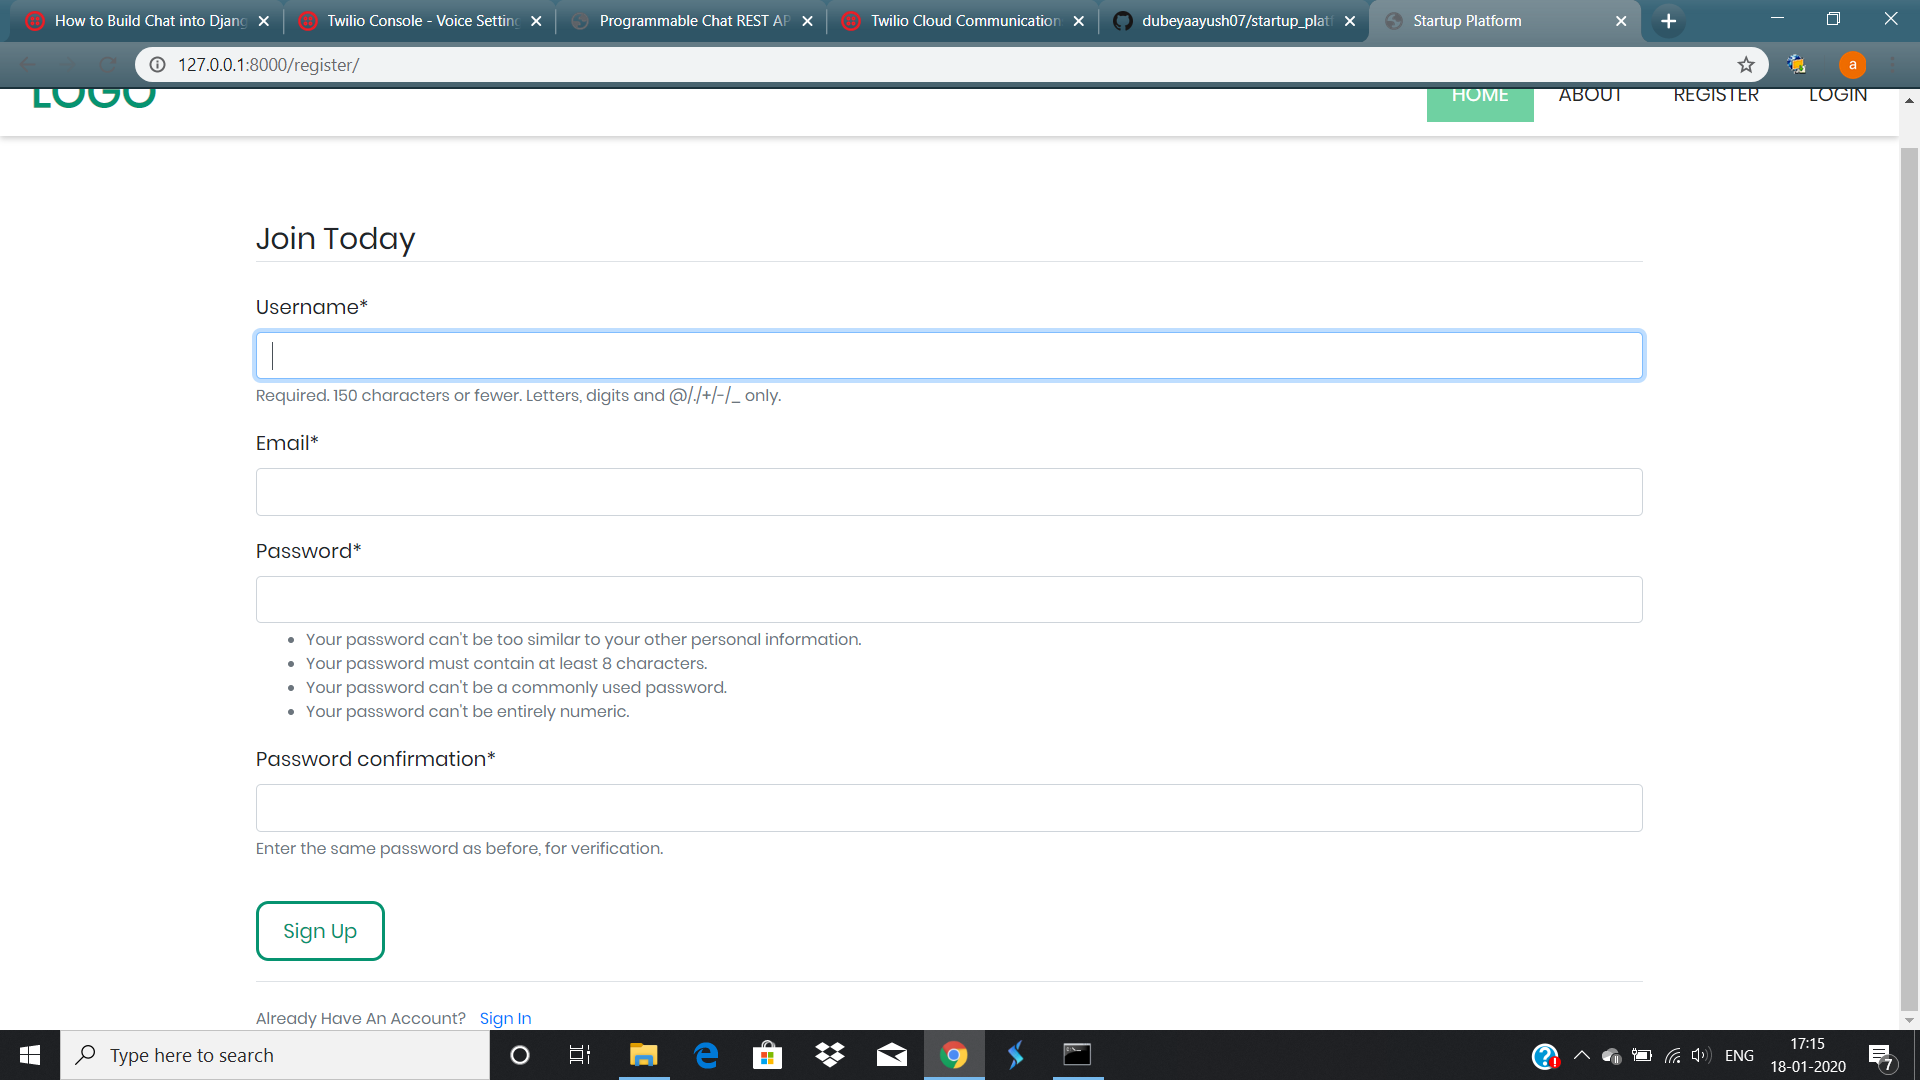 How to Build Chat into Djang
Twilio Console - Voice Setting
Programmable Chat REST AP
Twilio Cloud Communication
dubeyaayush07/startup_plat
Startup Platform
127.0.0.1:8000/register/
a
LOGO
HOME
ABOUT
REGISTER
LOGIN
Join Today
Username*
Required. 150 characters or fewer. Letters, digits and @/./+/-/_ only.
Email*
Password*
Your password can't be too similar to your other personal information.
Your password must contain at least 8 characters.
Your password can't be a commonly used password.
Your password can't be entirely numeric.
Password confirmation*
Enter the same password as before, for verification.
Sign Up
Already Have An Account? Sign In
Type here to search
ENG
17:15
18-01-2020
7